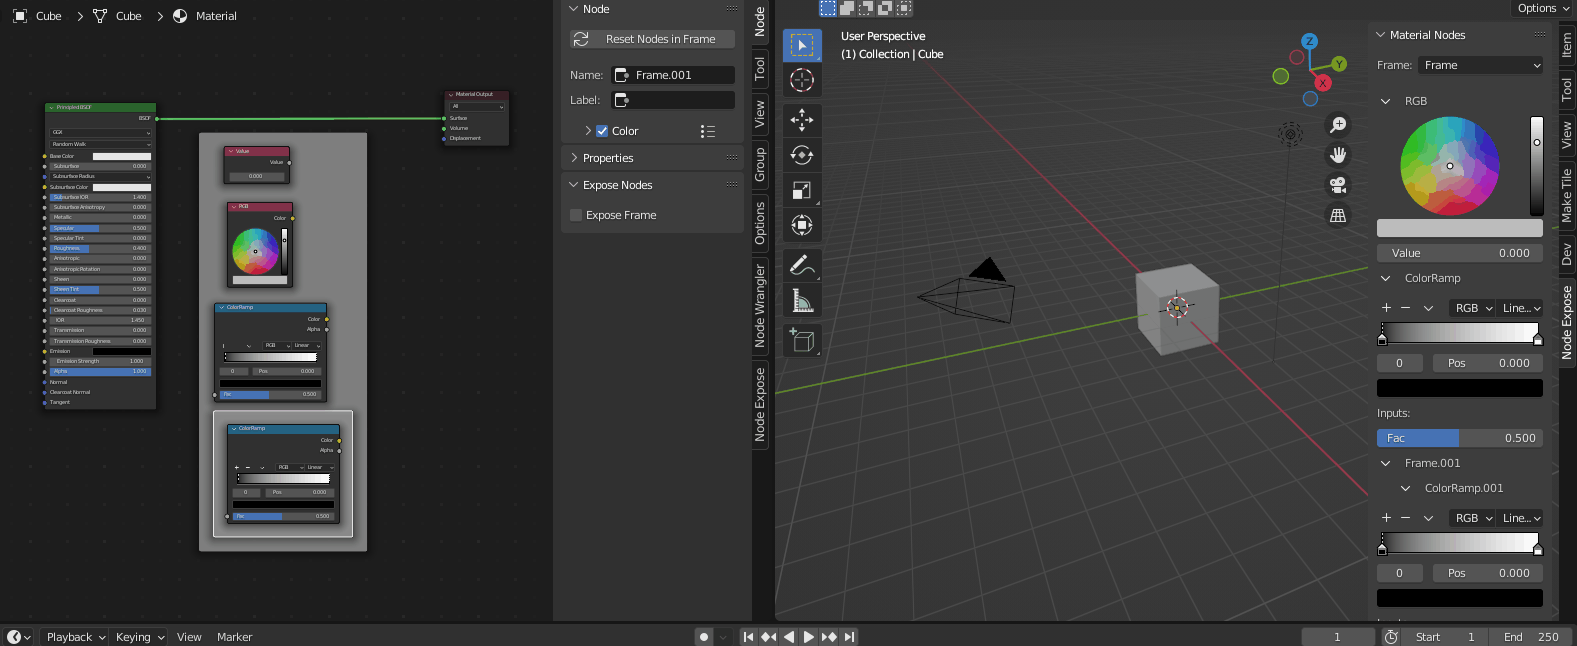 Cube > Cube > Material
Principled BSDF
BSDF
GGX
Random Walk
Base Color
Subsurface 0.000
Subsurface Radius
Subsurface Color
Subsurface IOR 1.400
Subsurface Anisotropy 0.000
Metallic 0.000
Specular 0.500
Specular Tint 0.000
Roughness 0.400
Anisotropic 0.000
Anisotropic Rotation 0.000
Sheen 0.000
Sheen Tint 0.500
Clearcoat 0.000
Clearcoat Roughness 0.030
IOR 1.450
Transmission 0.000
Transmission Roughness 0.000
Emission
Emission Strength 1.000
Alpha 1.000
Normal
Clearcoat Normal
Tangent
Value
Value
0.000
RGB
Color
ColorRamp
Color
Alpha
RGB Linear
0 Pos 0.000
Fac 0.500
ColorRamp
Color
Alpha
+ − RGB Linear
0 Pos 0.000
Fac 0.500
Material Output
All
Surface
Volume
Displacement
Node
Reset Nodes in Frame
Name: Frame.001
Label:
Color
Properties
Expose Nodes
Expose Frame
Node
Tool
View
Group
Options
Node Wrangler
Node Expose
User Perspective
(1) Collection | Cube
Z
Y
X
Options
Material Nodes
Frame: Frame
RGB
Value 0.000
ColorRamp
+ − RGB Line...
0 Pos 0.000
Inputs:
Fac 0.500
Frame.001
ColorRamp.001
+ − RGB Line...
0 Pos 0.000
Item
Tool
View
Make Tile
Dev
Node Expose
Playback Keying View Marker
1 Start 1 End 250